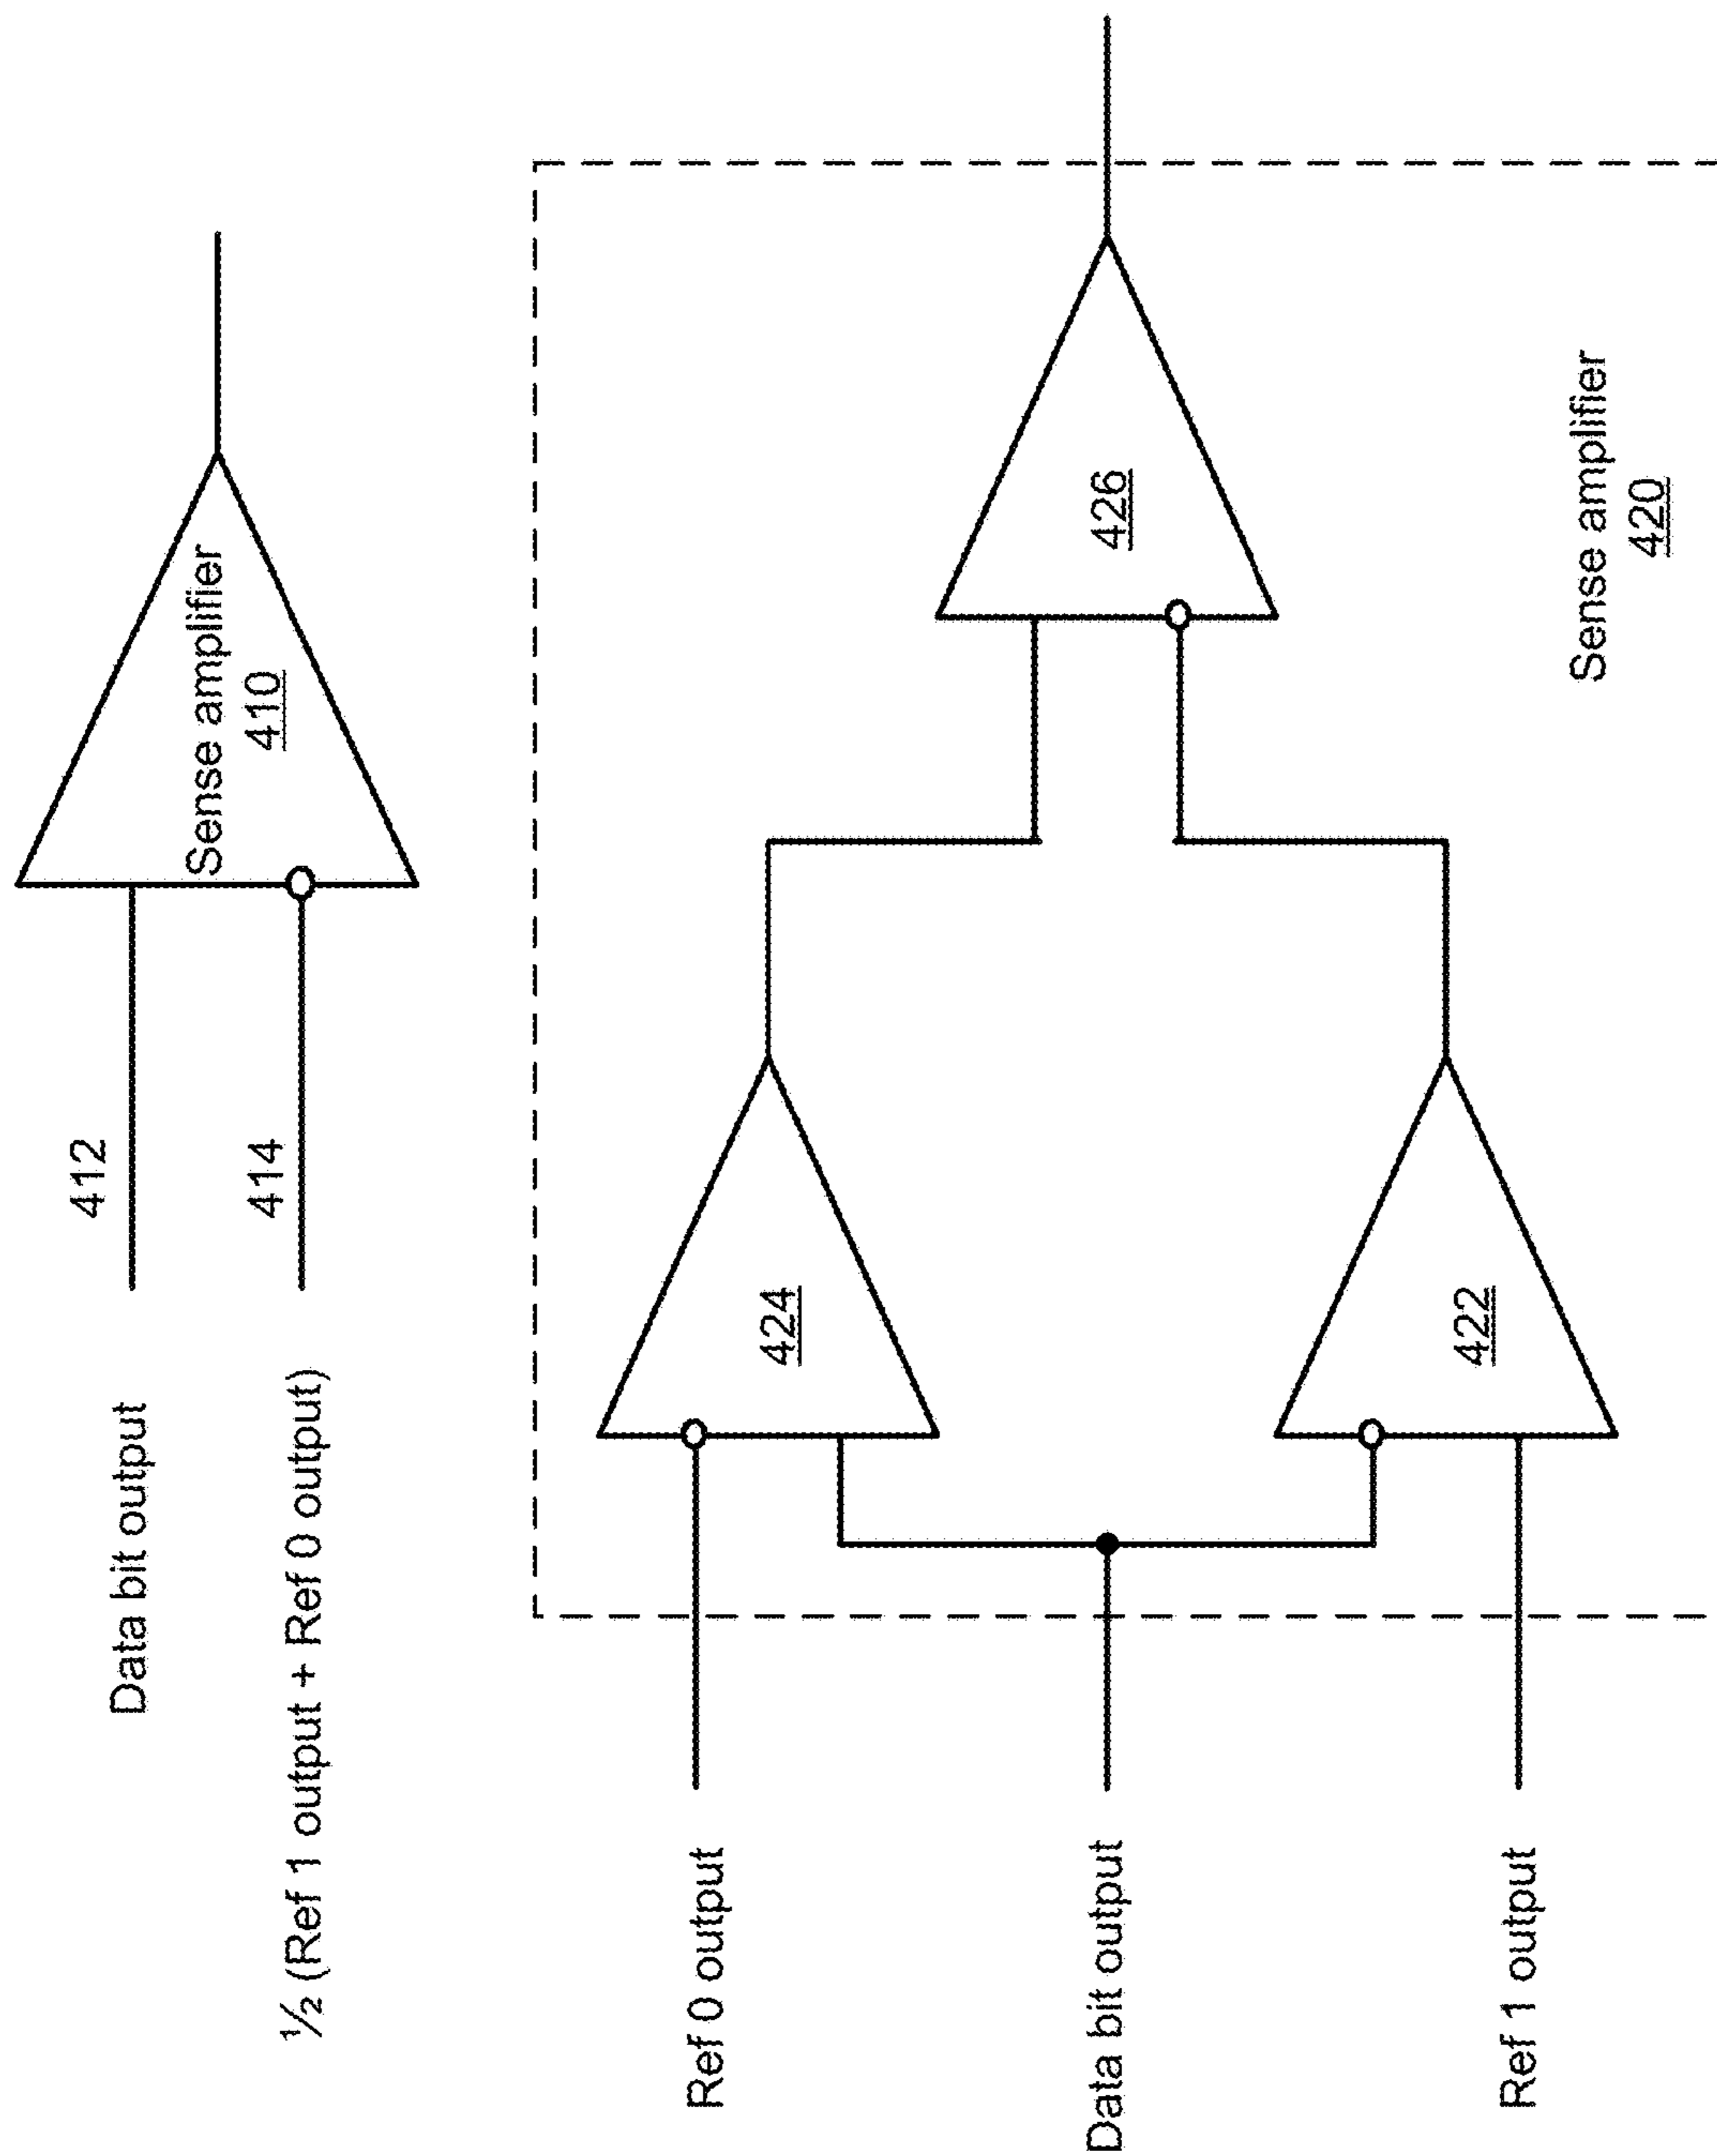 Data bit output
412
½ (Ref 1 output + Ref 0 output)
414
Sense amplifier
410
Ref 0 output
Data bit output
Ref 1 output
424
422
426
Sense amplifier
420